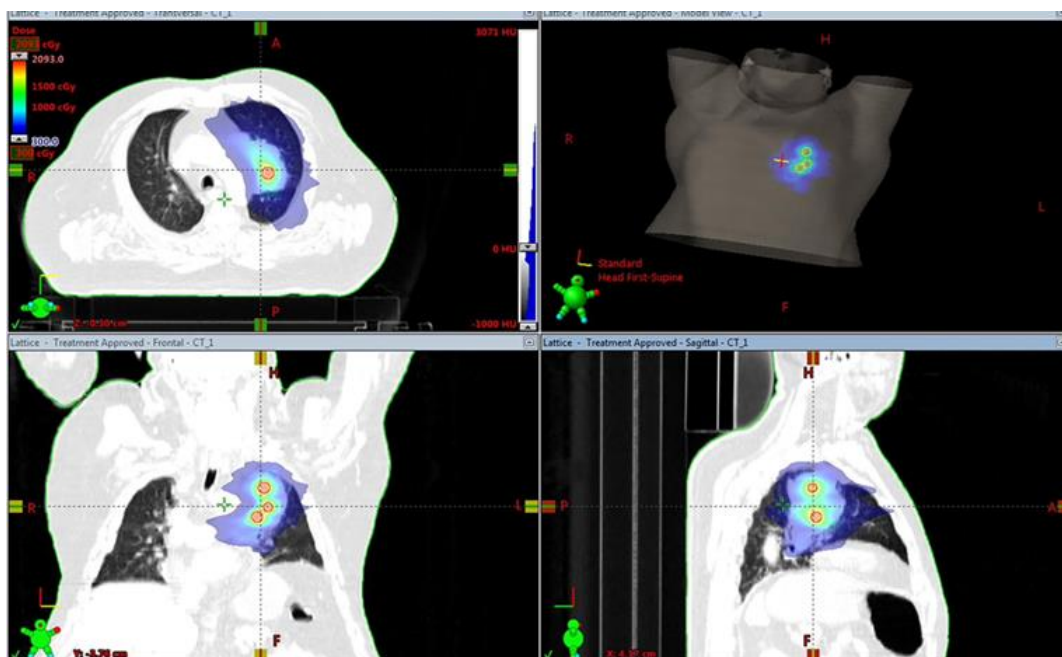 Lattice - Treatment Approved - Transversal - CT_1
Dose
2093 cGy
2093.0
1500 cGy
1000 cGy
300.0
300 cGy
A
3071 HU
R
0 HU
-1000 HU
P
Lattice - Treatment Approved - Model View - CT_1
H
R
L
Standard
Head First-Supine
F
Lattice - Treatment Approved - Frontal - CT_1
H
R
L
F
Lattice - Treatment Approved - Sagittal - CT_1
H
P
A
F